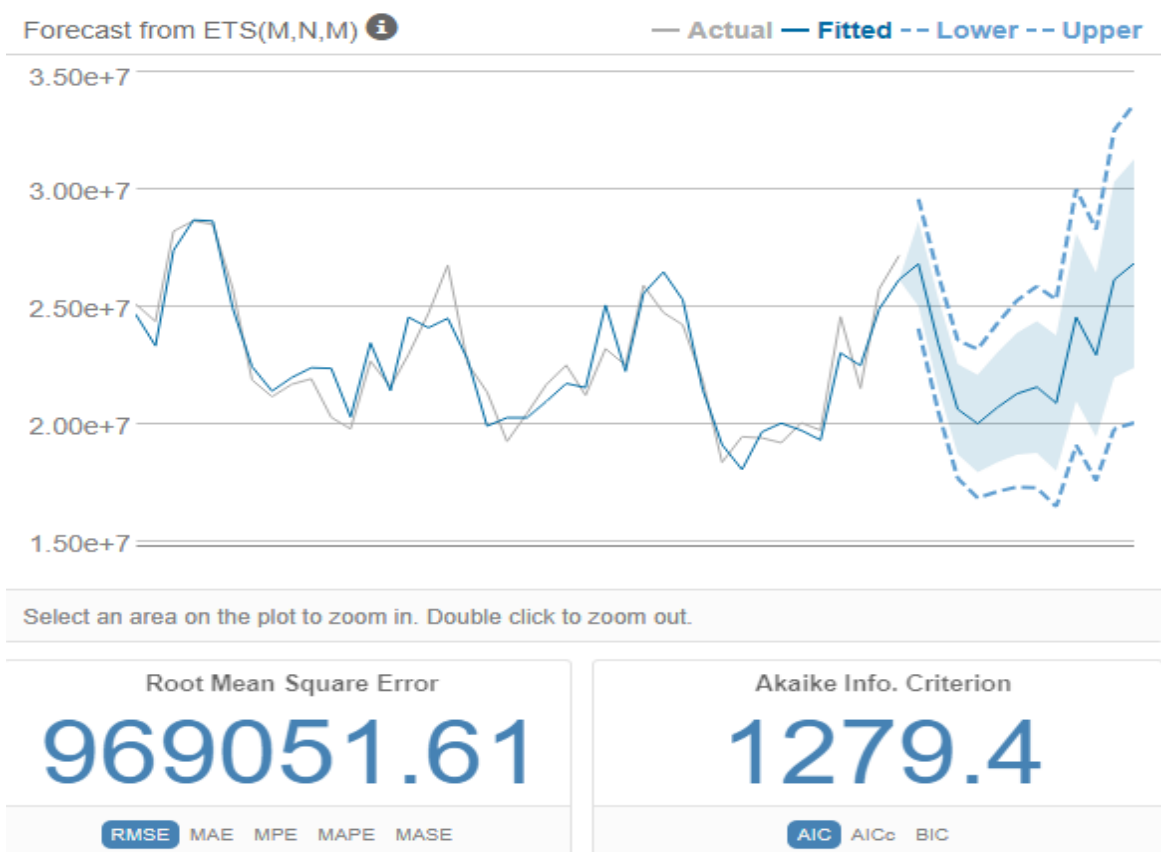 Forecast from ETS(M,N,M) i — Actual — Fitted -- Lower -- Upper
3.50e+7
3.00e+7
2.50e+7
2.00e+7
1.50e+7
Select an area on the plot to zoom in. Double click to zoom out.
Root Mean Square Error
969051.61
RMSE MAE MPE MAPE MASE
Akaike Info. Criterion
1279.4
AIC AICc BIC